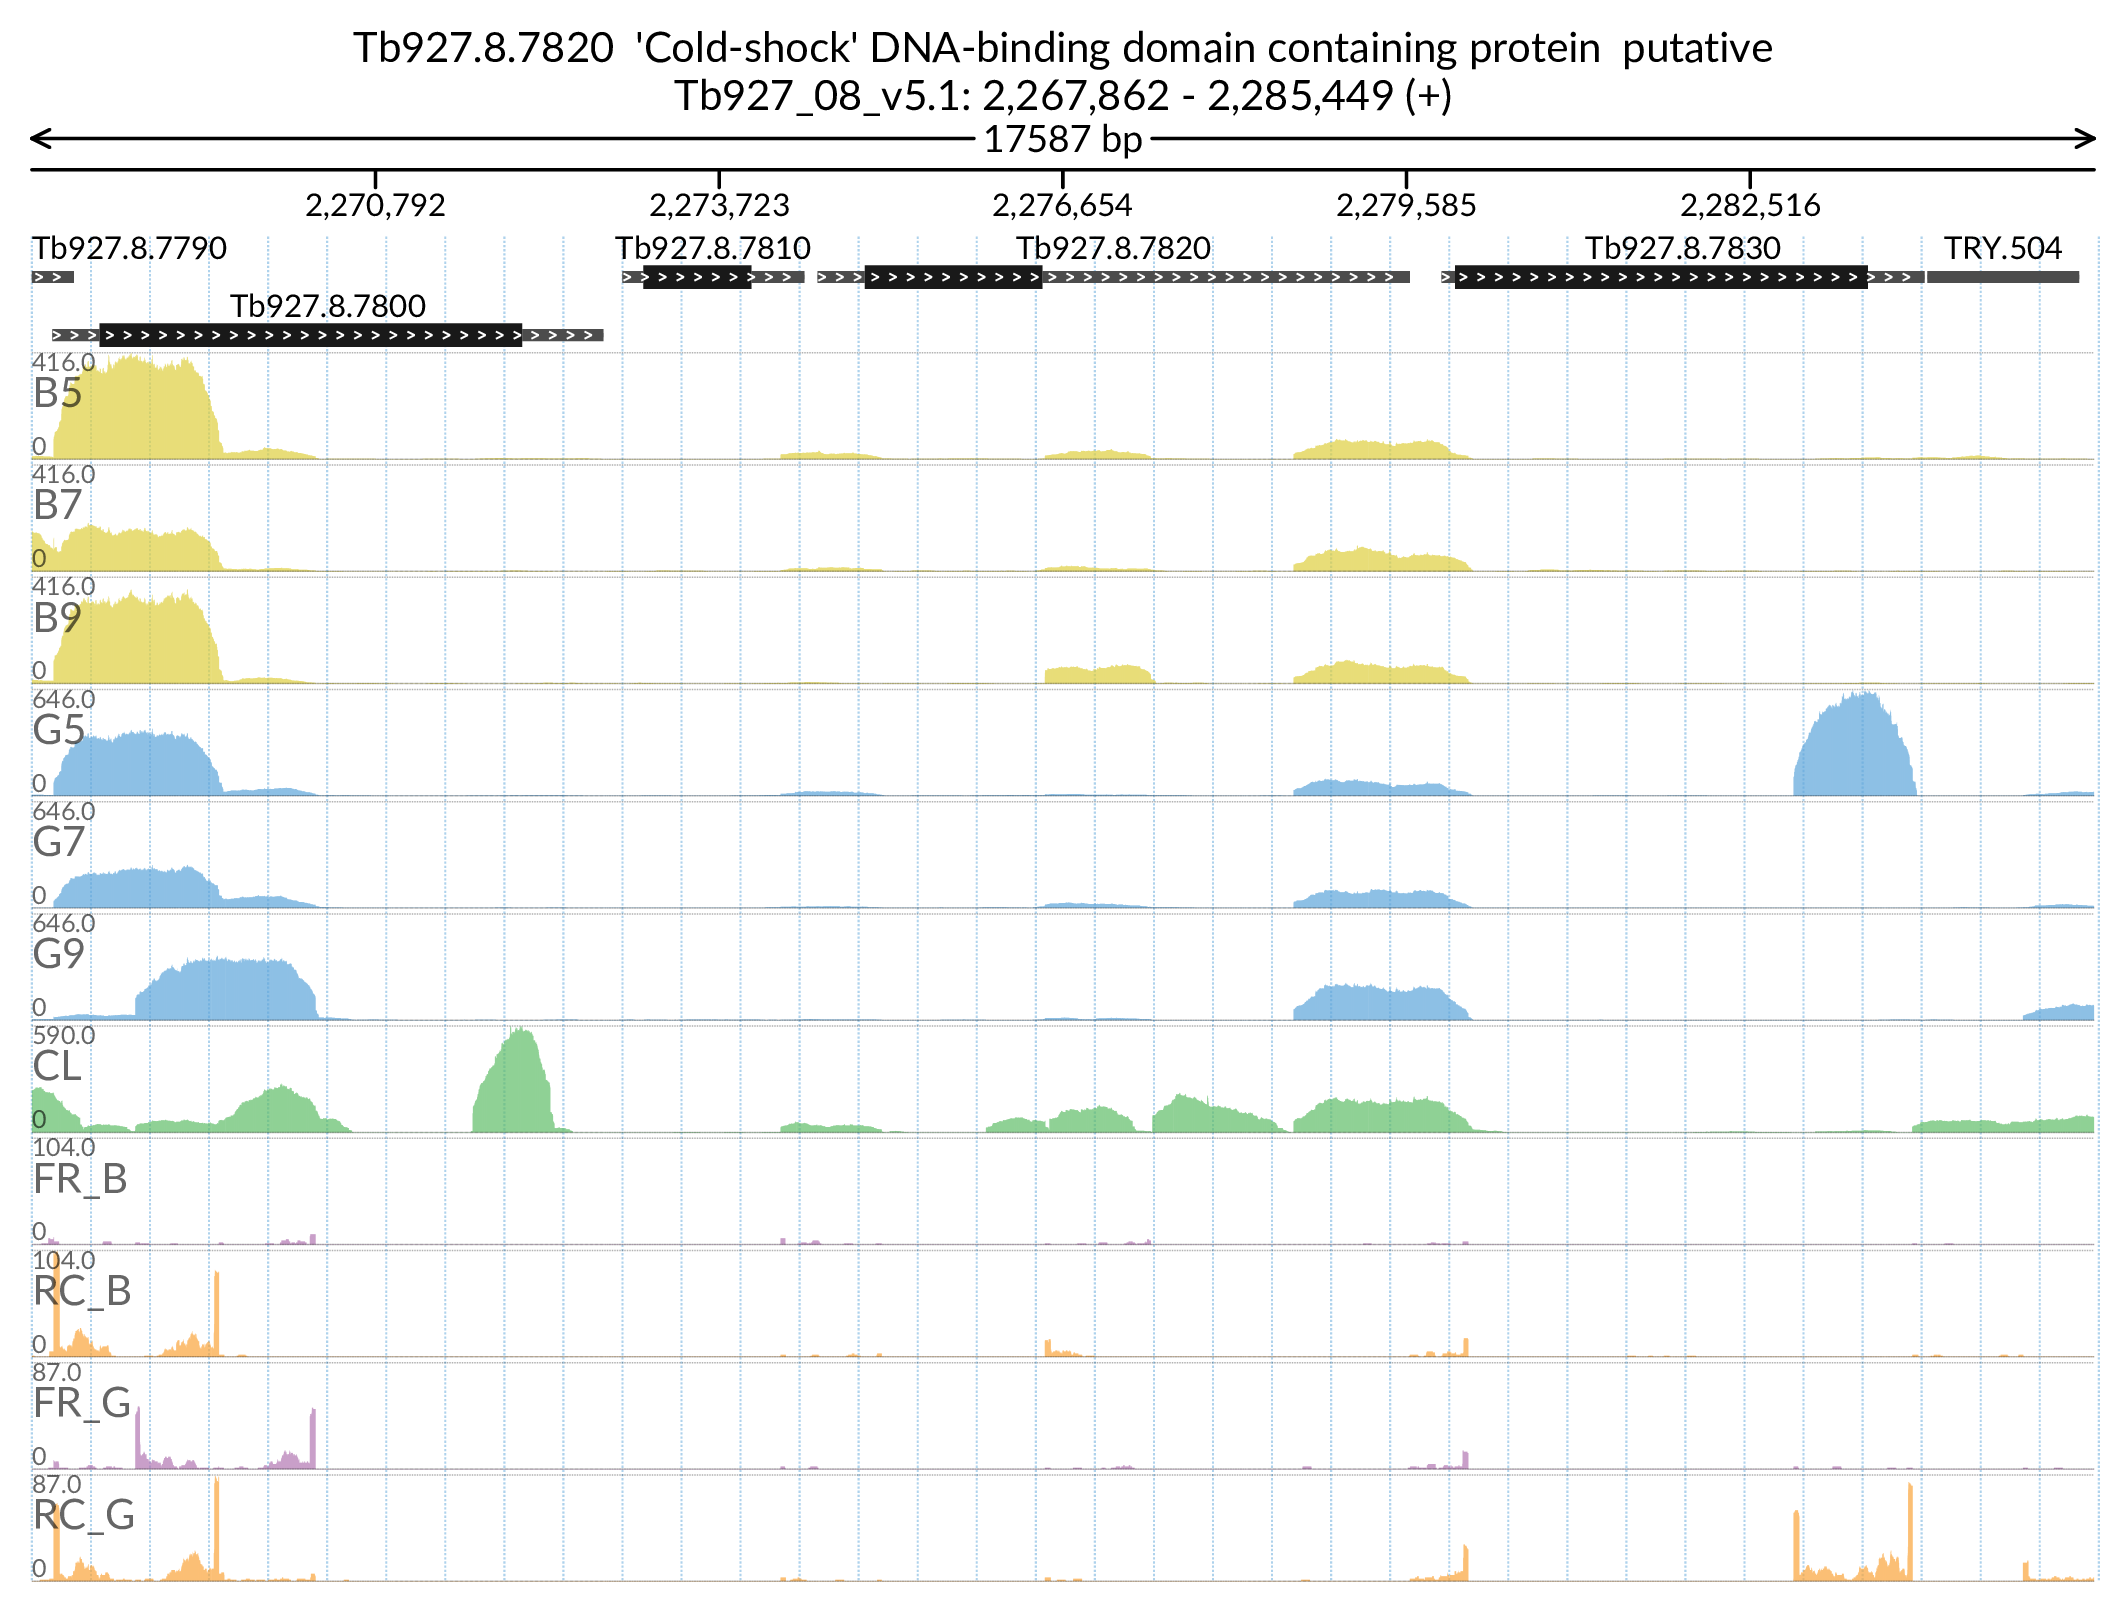 Tb927.8.7820  'Cold-shock' DNA-binding domain containing protein  putative
Tb927_08_v5.1: 2,267,862 - 2,285,449 (+)
17587 bp
2,270,792 2,273,723 2,276,654 2,279,585 2,282,516
Tb927.8.7790 Tb927.8.7810 Tb927.8.7820 Tb927.8.7830 TRY.504
Tb927.8.7800
416.0
B5
0
416.0
B7
0
416.0
B9
0
646.0
G5
0
646.0
G7
0
646.0
G9
0
590.0
CL
0
104.0
FR_B
0
104.0
RC_B
0
87.0
FR_G
0
87.0
RC_G
0